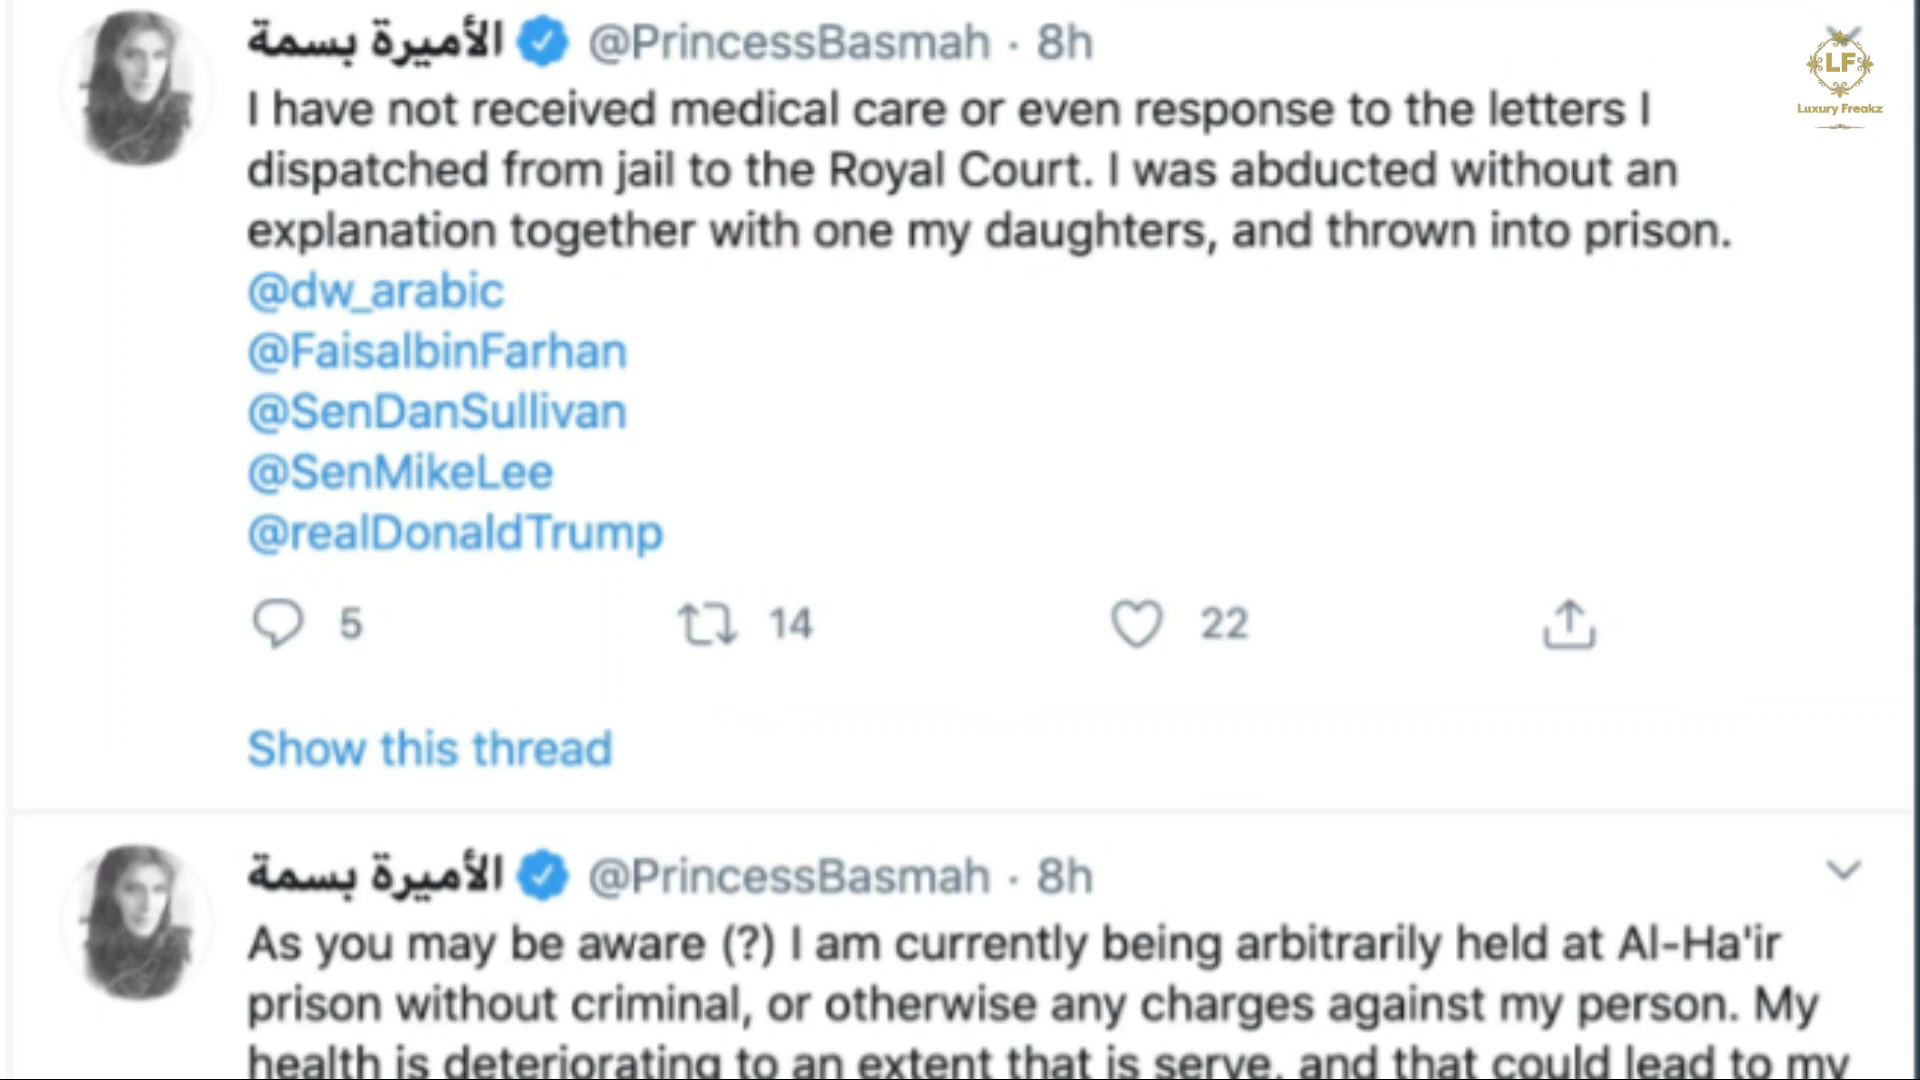 الأميرة بسمة @PrincessBasmah · 8h
LF
Luxury Freakz
I have not received medical care or even response to the letters I
dispatched from jail to the Royal Court. I was abducted without an
explanation together with one my daughters, and thrown into prison.
@dw_arabic
@FaisalbinFarhan
@SenDanSullivan
@SenMikeLee
@realDonaldTrump
5 14 22
Show this thread
الأميرة بسمة @PrincessBasmah · 8h
As you may be aware (?) I am currently being arbitrarily held at Al-Ha'ir
prison without criminal, or otherwise any charges against my person. My
health is deteriorating to an extent that is serve, and that could lead to my